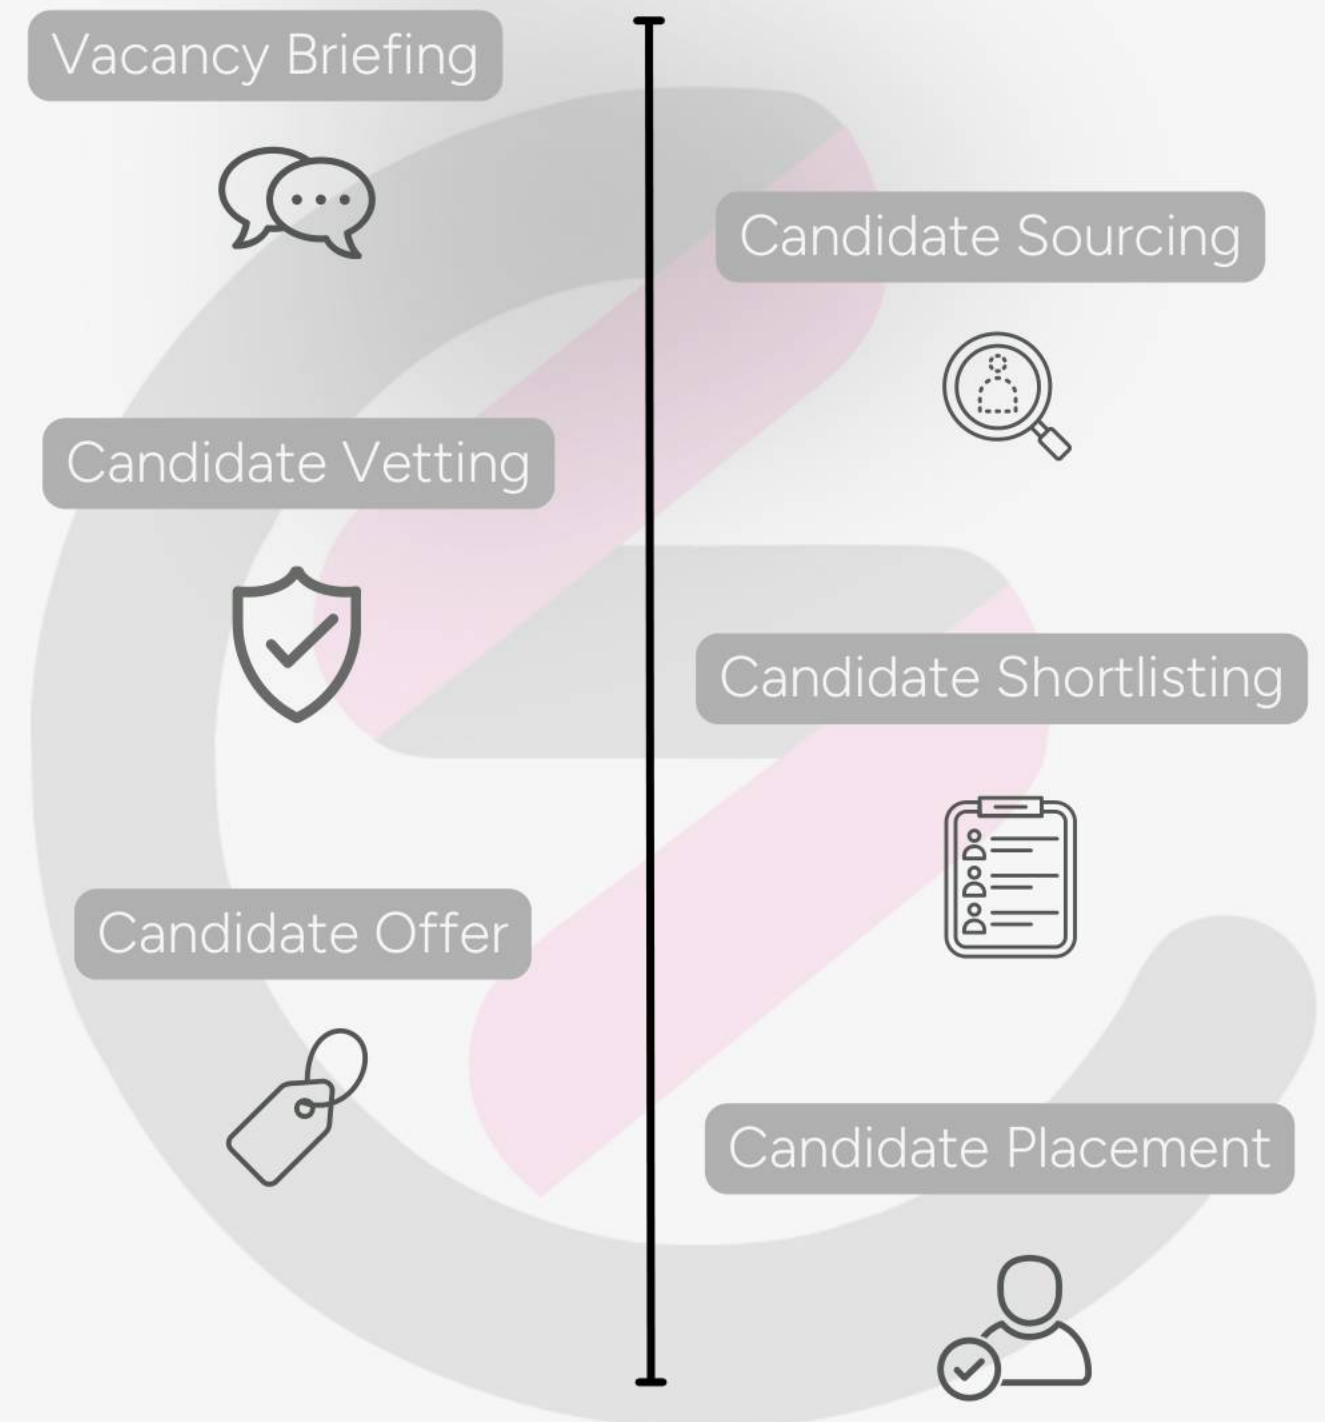 Vacancy Briefing
Candidate Sourcing
Candidate Vetting
Candidate Shortlisting
Candidate Offer
Candidate Placement